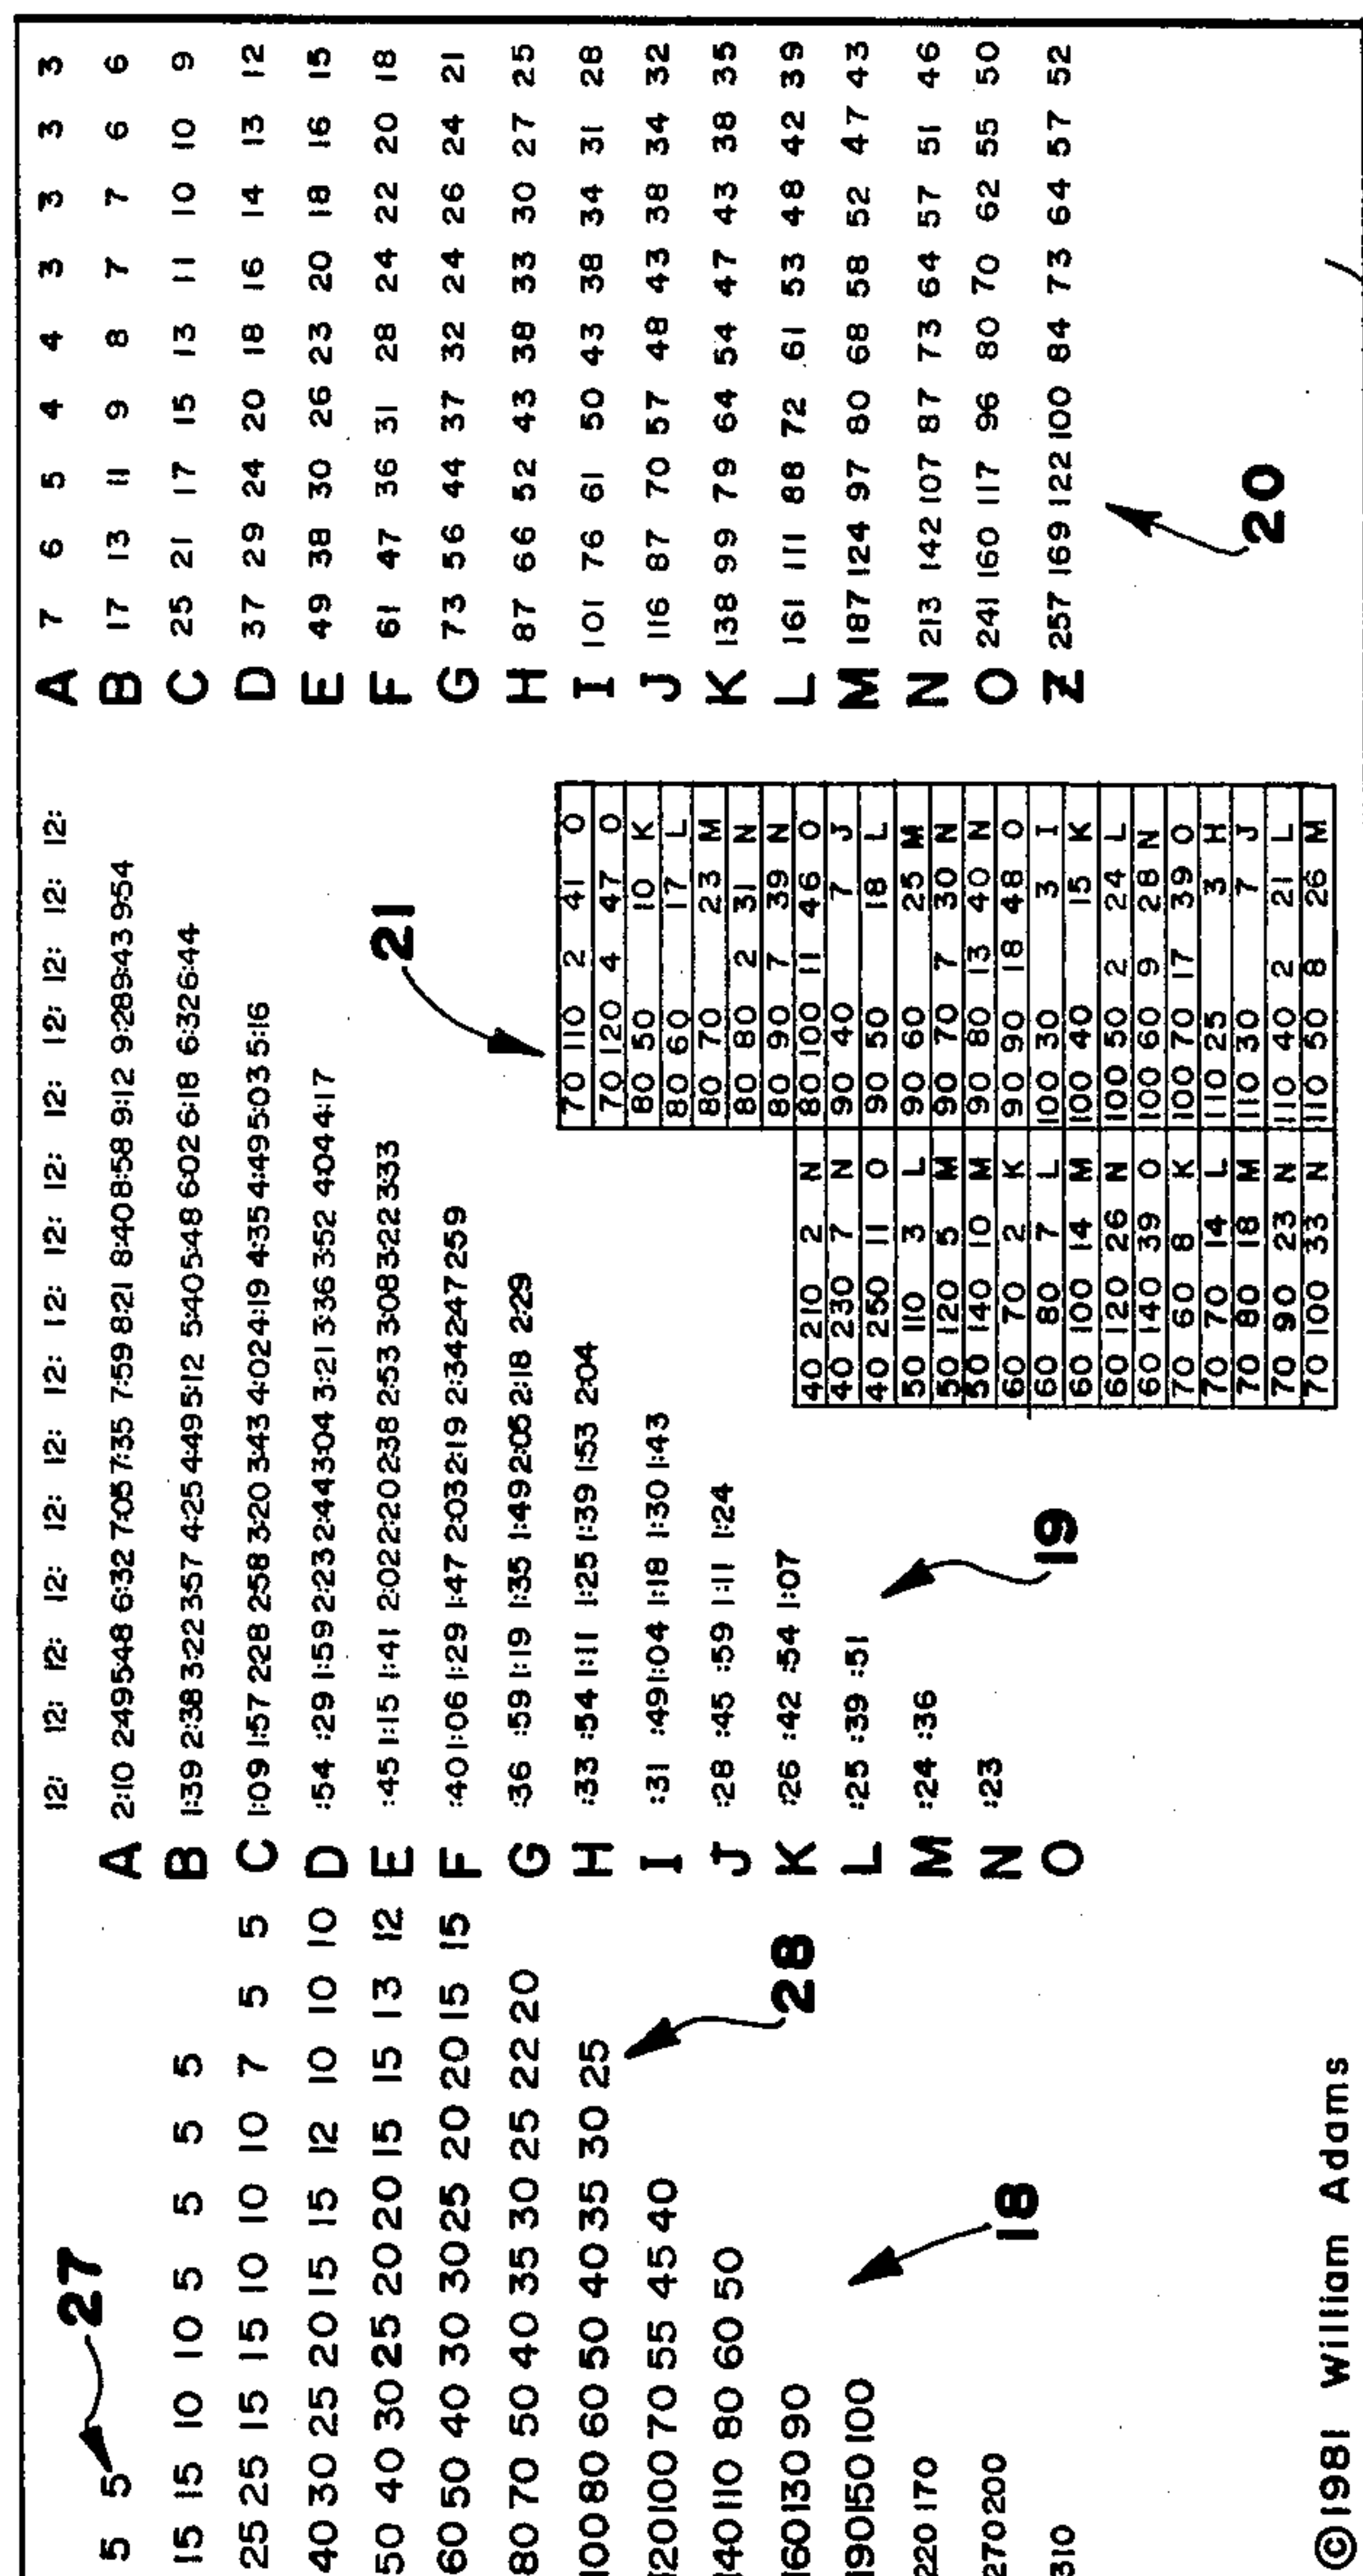 27
5 5
15 15 10 10 5 5 5 5
25 25 15 15 10 10 10 7 5 5
40 30 25 20 15 15 12 10 10 10
50 40 30 25 20 20 15 15 13 12
60 50 40 30 30 25 20 20 15 15
80 70 50 40 35 30 25 22 20
100 80 60 50 40 35 30 25
120 100 70 55 45 40
140 110 80 60 50
160 130 90
190 150 100
220 170
270 200
310
28
18
12: 12: 12: 12: 12: 12: 12: 12: 12: 12: 12: 12: 12: 12: 12:
A 2:10 2:49 5:48 6:32 7:05 7:35 7:59 8:21 8:40 8:58 9:12 9:28 9:43 9:54
B 1:39 2:38 3:22 3:57 4:25 4:49 5:12 5:40 5:48 6:02 6:18 6:32 6:44
C 1:09 1:57 2:28 2:58 3:20 3:43 4:02 4:19 4:35 4:49 5:03 5:16
D :54 :29 1:59 2:23 2:44 3:04 3:21 3:36 3:52 4:04 4:17
E :45 1:15 1:41 2:02 2:20 2:38 2:53 3:08 3:22 3:33
F :40 1:06 1:29 1:47 2:03 2:19 2:34 2:47 2:59
G :36 :59 1:19 1:35 1:49 2:05 2:18 2:29
H :33 :54 1:11 1:25 1:39 1:53 2:04
I :31 :49 1:04 1:18 1:30 1:43
J :28 :45 :59 1:11 1:24
K :26 :42 :54 1:07
L :25 :39 :51
M :24 :36
N :23
O
19
21
40 210 2 N
40 230 7 N
40 250 11 O
50 110 3 L
50 120 5 M
50 140 10 M
60 70 2 K
60 80 7 L
60 100 14 M
60 120 26 N
60 140 39 O
70 60 8 K
70 70 14 L
70 80 18 M
70 90 23 N
70 100 33 N
70 110 2 41 O
70 120 4 47 O
80 50 10 K
80 60 17 L
80 70 23 M
80 80 2 31 N
80 90 7 39 N
80 100 11 46 O
90 40 7 J
90 50 18 L
90 60 25 M
90 70 7 30 N
90 80 13 40 N
90 90 18 48 O
100 30 3 I
100 40 15 K
100 50 2 24 L
100 60 9 28 N
100 70 17 39 O
110 25 3 H
110 30 7 J
110 40 2 21 L
110 50 8 26 M
A 7 6 5 4 4 3 3 3 3
B 17 13 11 9 8 7 7 6 6
C 25 21 17 15 13 11 10 10 9
D 37 29 24 20 18 16 14 13 12
E 49 38 30 26 23 20 18 16 15
F 61 47 36 31 28 24 22 20 18
G 73 56 44 37 32 24 26 24 21
H 87 66 52 43 38 33 30 27 25
I 101 76 61 50 43 38 34 31 28
J 116 87 70 57 48 43 38 34 32
K 138 99 79 64 54 47 43 38 35
L 161 111 88 72 61 53 48 42 39
M 187 124 97 80 68 58 52 47 43
N 213 142 107 87 73 64 57 51 46
O 241 160 117 96 80 70 62 55 50
Z 257 169 122 100 84 73 64 57 52
20
©1981 William Adams